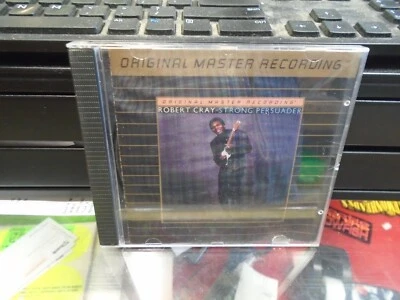 ORIGINAL MASTER RECORDING
ORIGINAL MASTER RECORDING
ROBERT CRAY STRONG PERSUADER